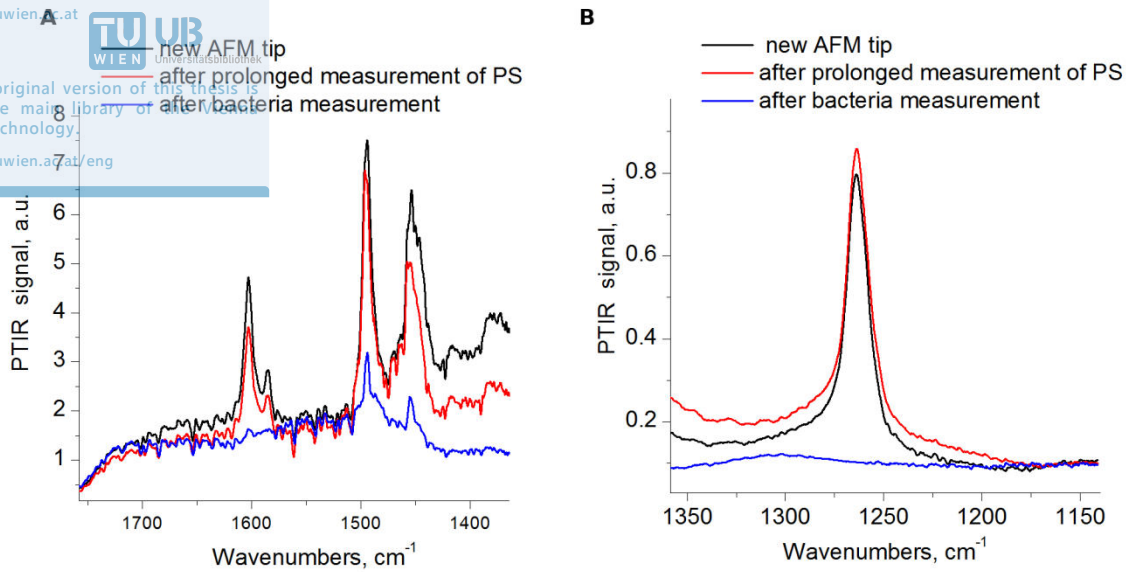 uwien.ac.at
A
TU UB
WIEN Universitätsbibliothek
new AFM tip
after prolonged measurement of PS
after bacteria measurement
original version of this thesis is
main library of the Vienna
chnology.
uwien.ac.at/eng
8
7
6
5
4
3
2
1
PTIR signal, a.u.
1700 1600 1500 1400
Wavenumbers, cm-1
B
new AFM tip
after prolonged measurement of PS
after bacteria measurement
0.8
0.6
0.4
0.2
PTIR signal, a.u.
1350 1300 1250 1200 1150
Wavenumbers, cm-1